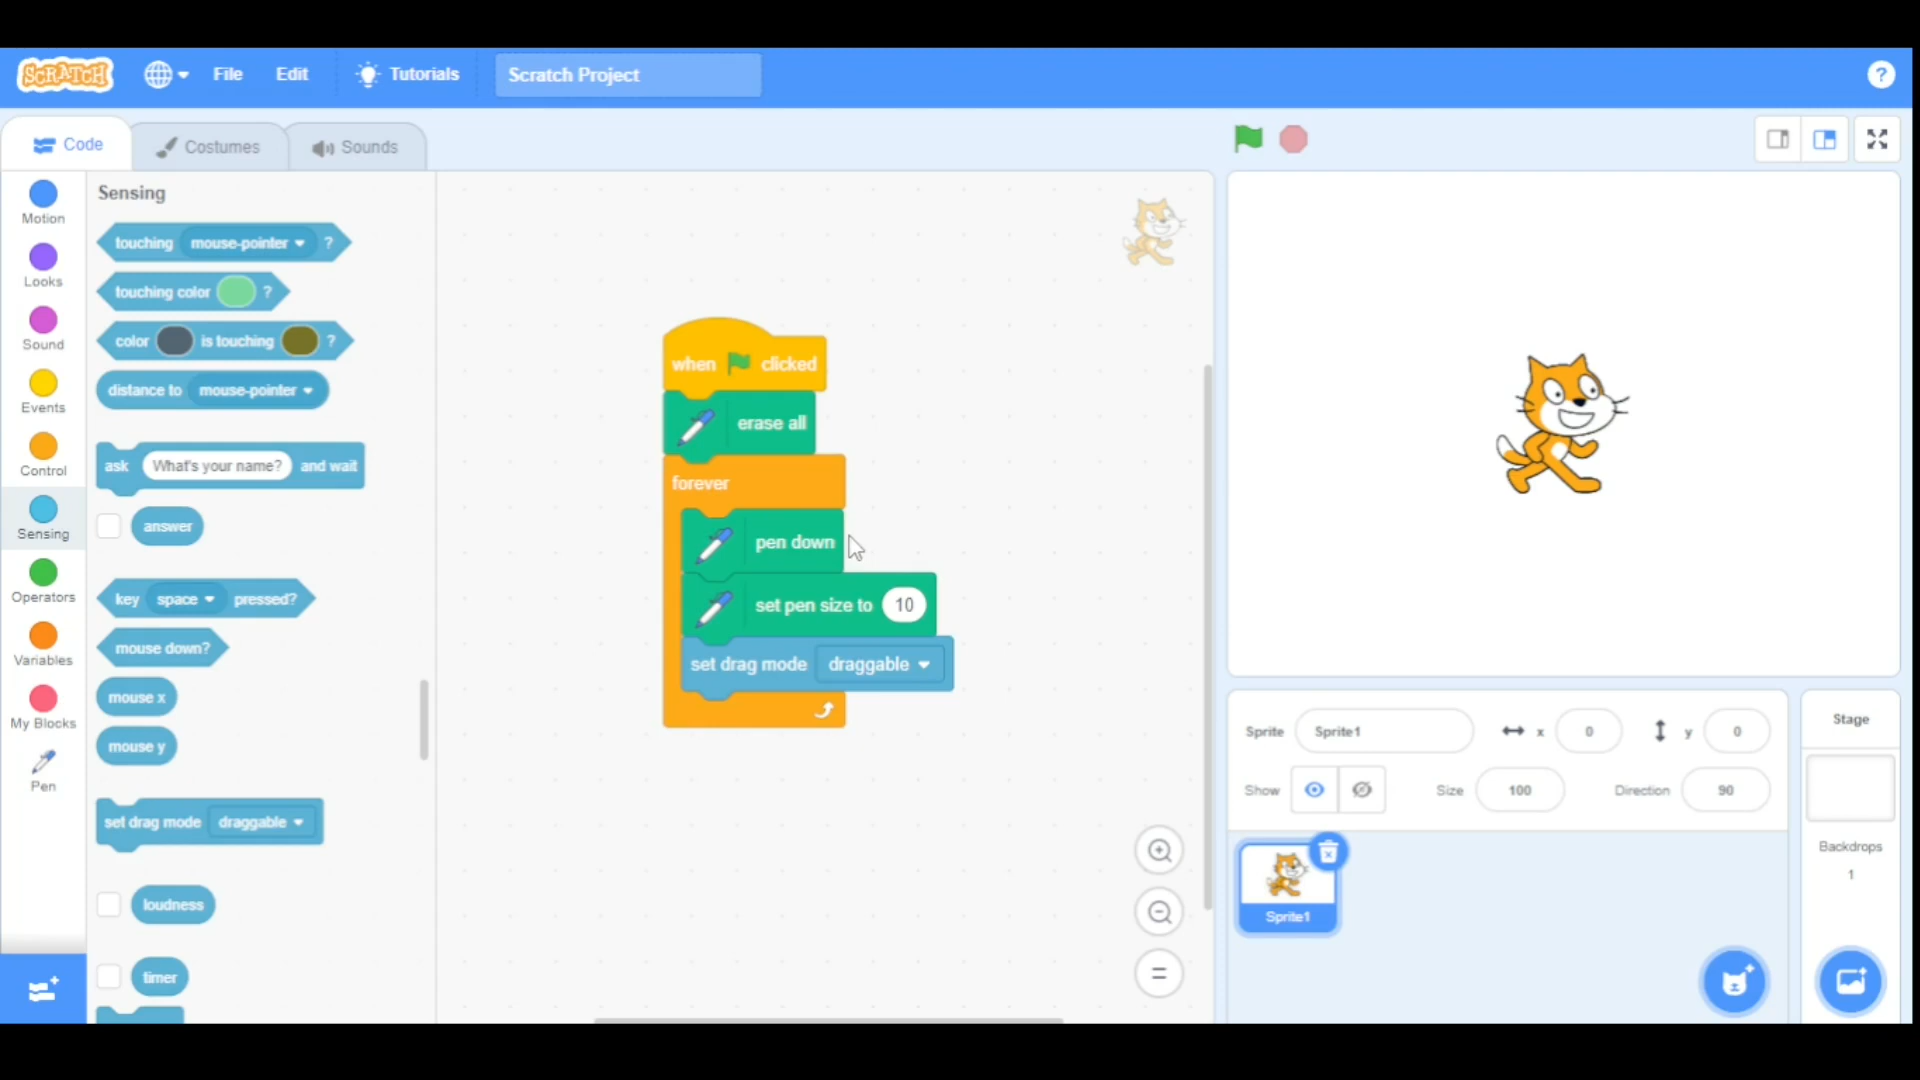 SCRATCH File Edit Tutorials Scratch Project ?
Code Costumes Sounds
Motion
Looks
Sound
Events
Control
Sensing
Operators
Variables
My Blocks
Pen
Sensing
touching mouse-pointer ?
touching color ?
color is touching ?
distance to mouse-pointer
ask What's your name? and wait
answer
key space pressed?
mouse down?
mouse x
mouse y
set drag mode draggable
loudness
timer
when clicked
erase all
forever
pen down
set pen size to 10
set drag mode draggable
Sprite Sprite1 x 0 y 0
Show Size 100 Direction 90
Sprite1
Stage
Backdrops
1